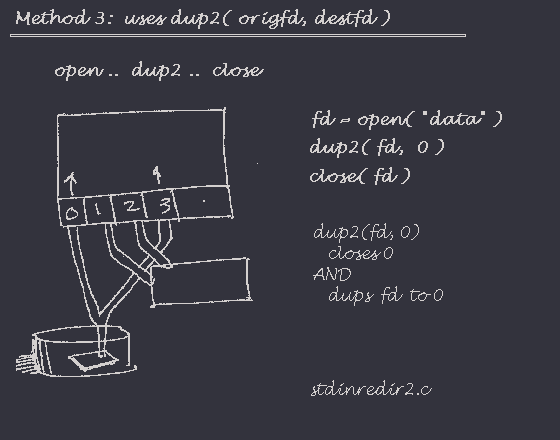 Method 3: uses dup2( origfd, destfd )
open .. dup2 .. close
fd = open( "data" )
dup2( fd, 0 )
close( fd )
0 1 2 3 .
dup2(fd, 0)
closes 0
AND
dups fd to 0
stdinredir2.c